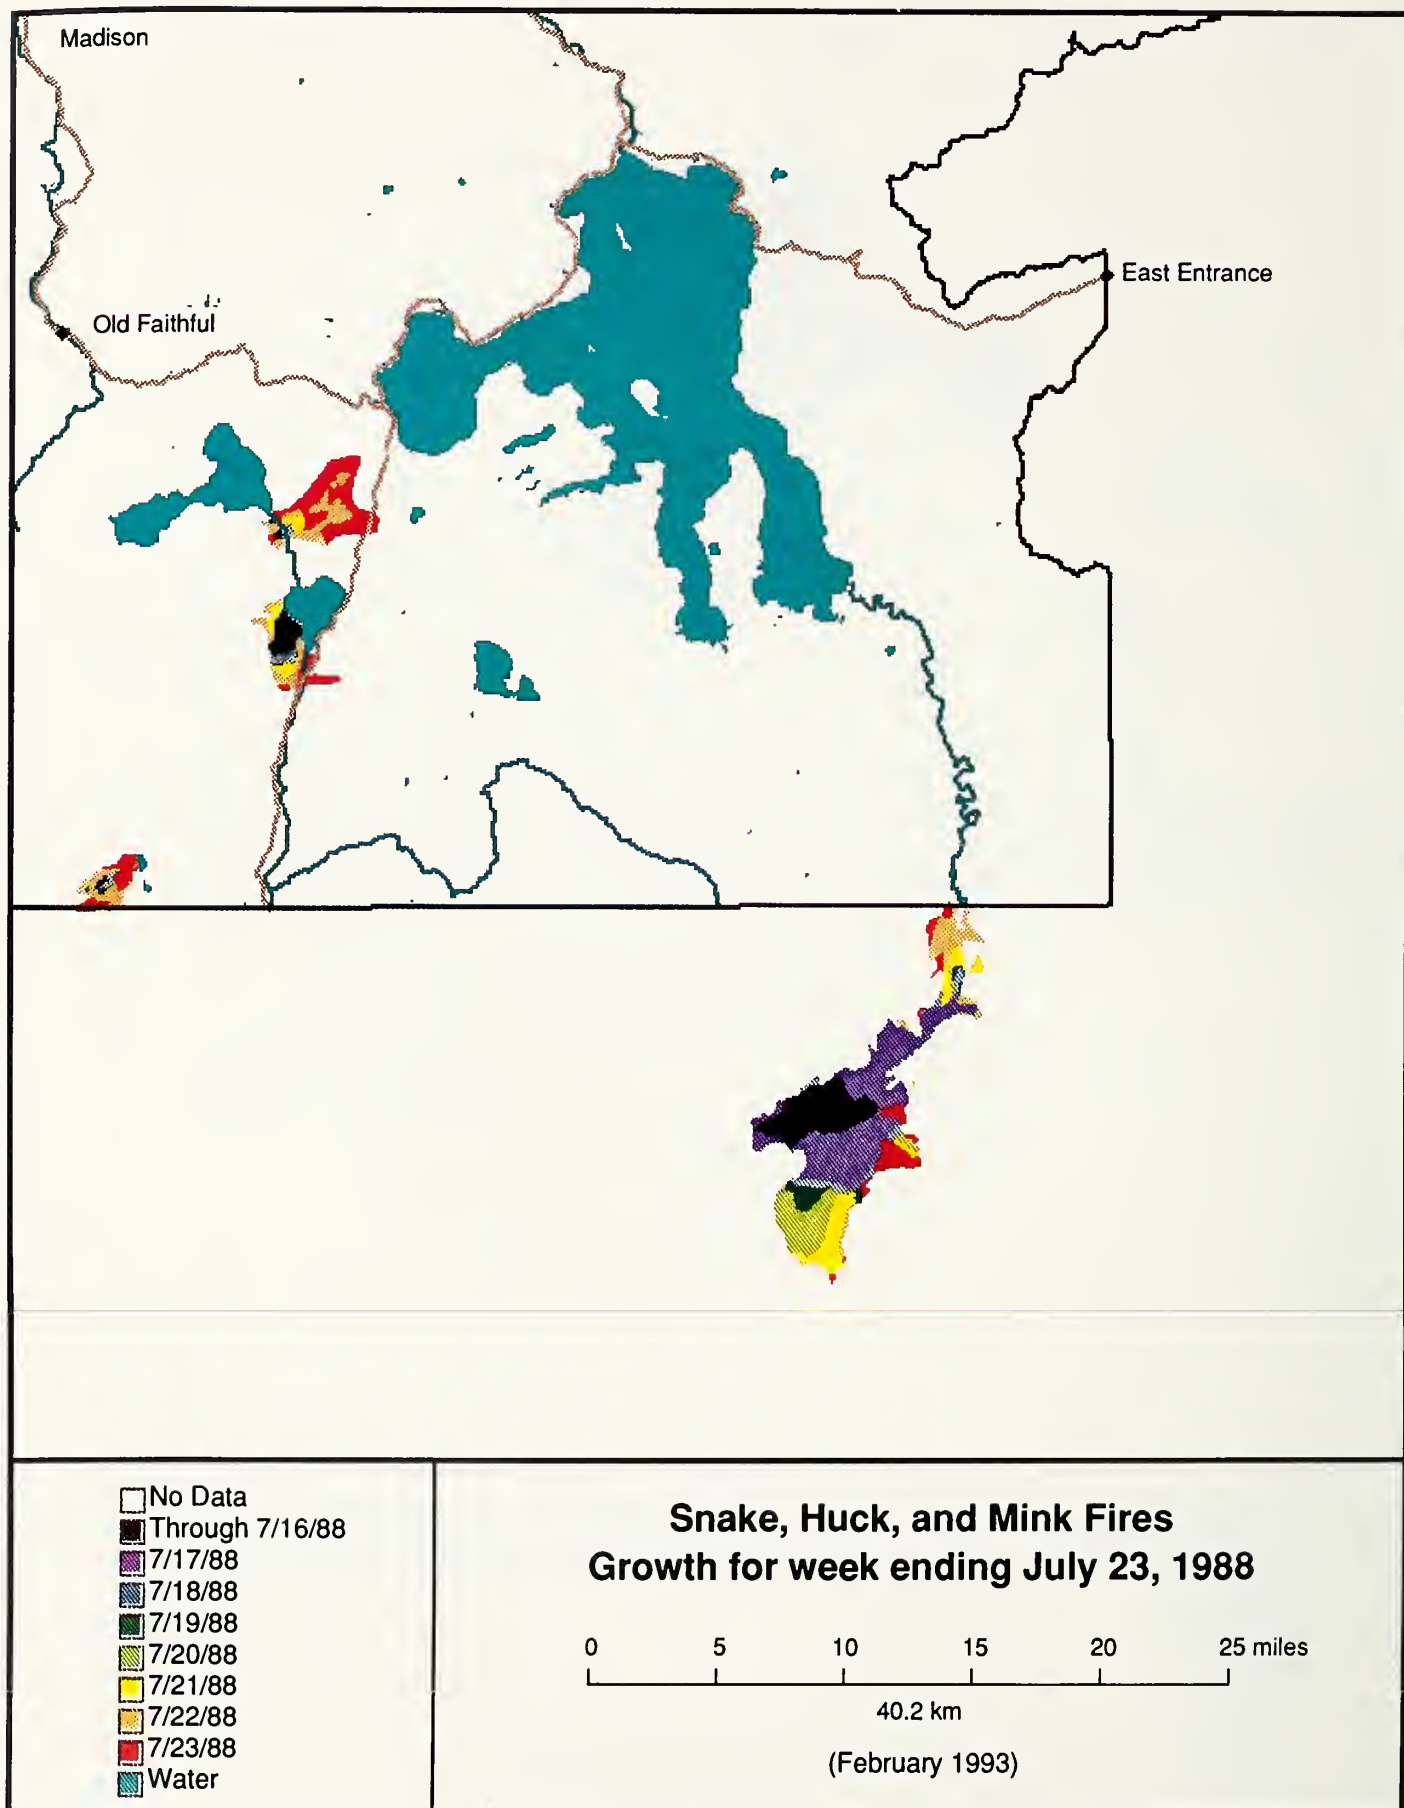 Madison
East Entrance
Old Faithful
No Data
Through 7/16/88
7/17/88
7/18/88
7/19/88
7/20/88
7/21/88
7/22/88
7/23/88
Water
Snake, Huck, and Mink Fires
Growth for week ending July 23, 1988
0 5 10 15 20 25 miles
40.2 km
(February 1993)